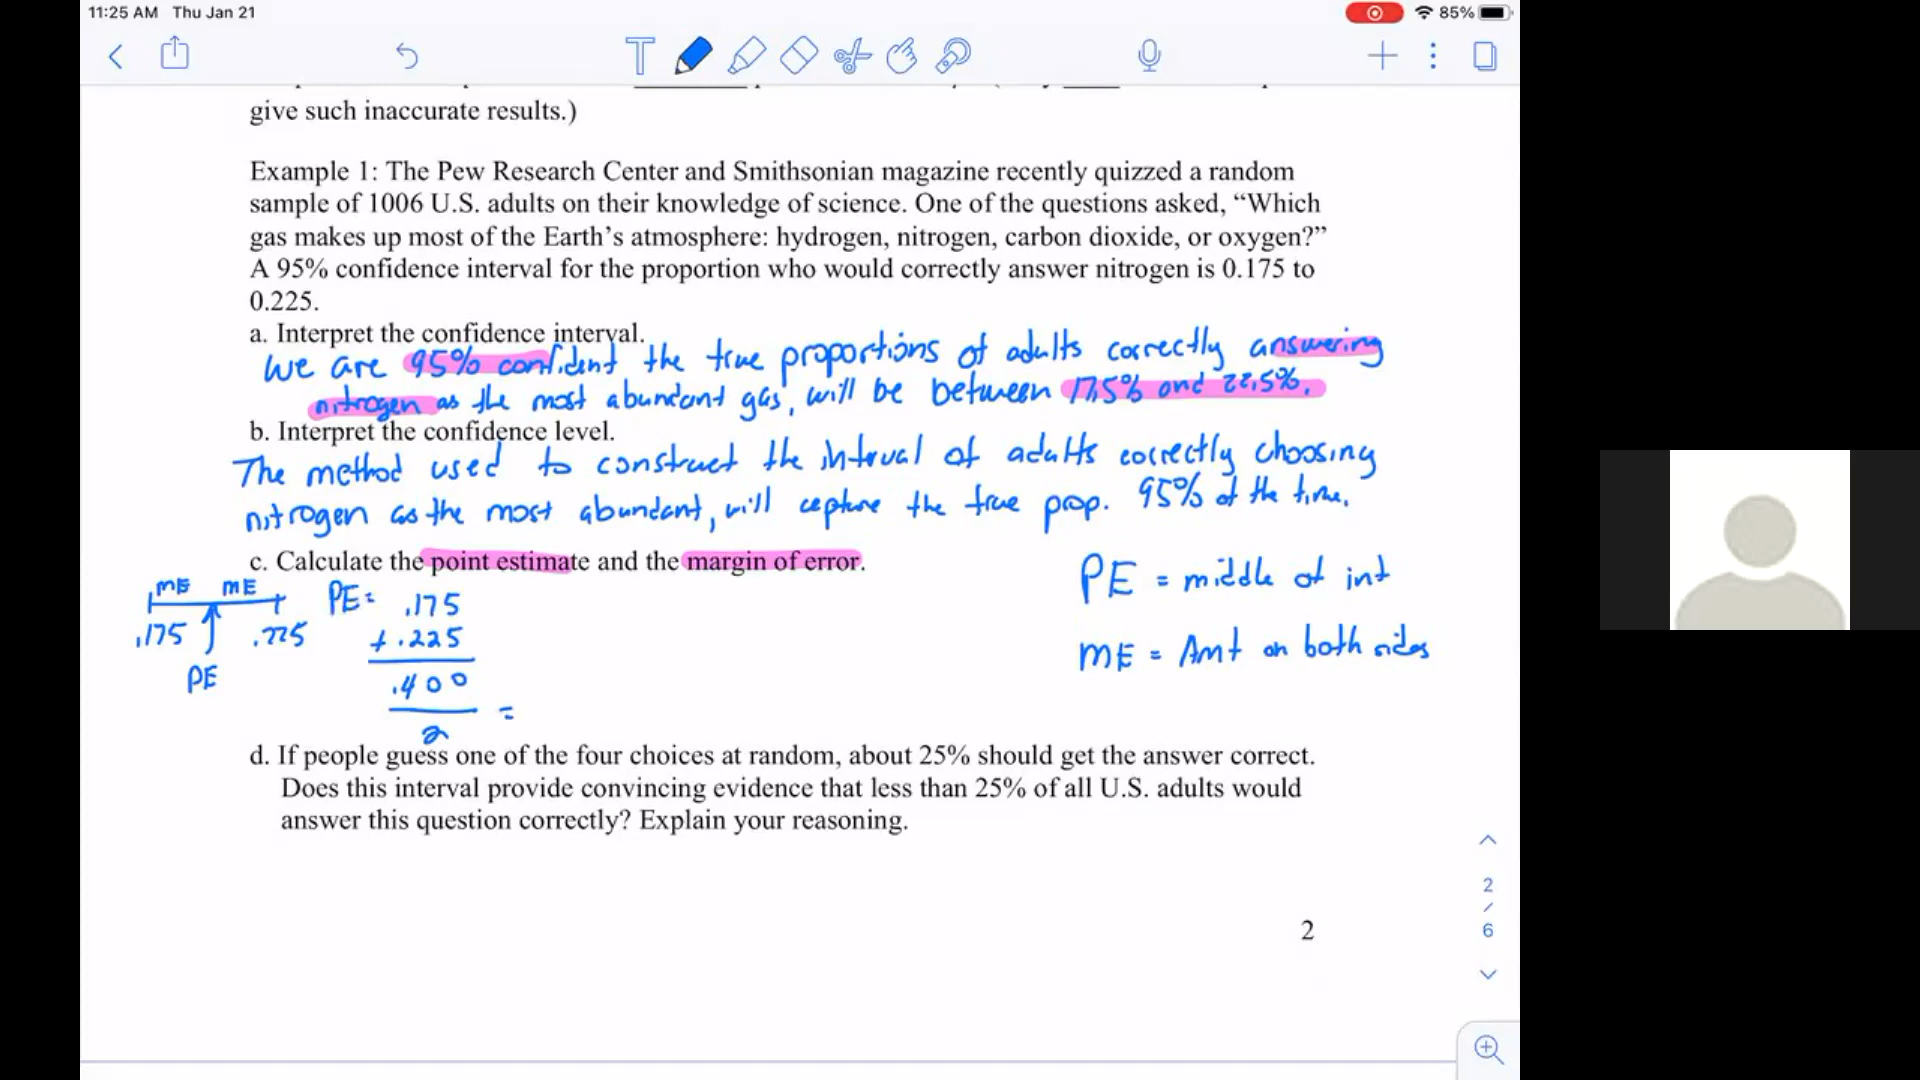 11:25 AM Thu Jan 21
85%
give such inaccurate results.)
Example 1: The Pew Research Center and Smithsonian magazine recently quizzed a random
sample of 1006 U.S. adults on their knowledge of science. One of the questions asked, “Which
gas makes up most of the Earth’s atmosphere: hydrogen, nitrogen, carbon dioxide, or oxygen?”
A 95% confidence interval for the proportion who would correctly answer nitrogen is 0.175 to
0.225.
a. Interpret the confidence interval.
We are 95% confident the true proportions of adults correctly answering
nitrogen as the most abundant gas, will be between 17.5% and 22.5%.
b. Interpret the confidence level.
The method used to construct the interval of adults correctly choosing
nitrogen as the most abundant, will capture the true prop. 95% of the time.
c. Calculate the point estimate and the margin of error.
ME ME
.175 .225
PE
PE= .175
+ .225
.400
2 =
PE = middle of int
ME = Amt on both sides
d. If people guess one of the four choices at random, about 25% should get the answer correct.
Does this interval provide convincing evidence that less than 25% of all U.S. adults would
answer this question correctly? Explain your reasoning.
2
2
/
6